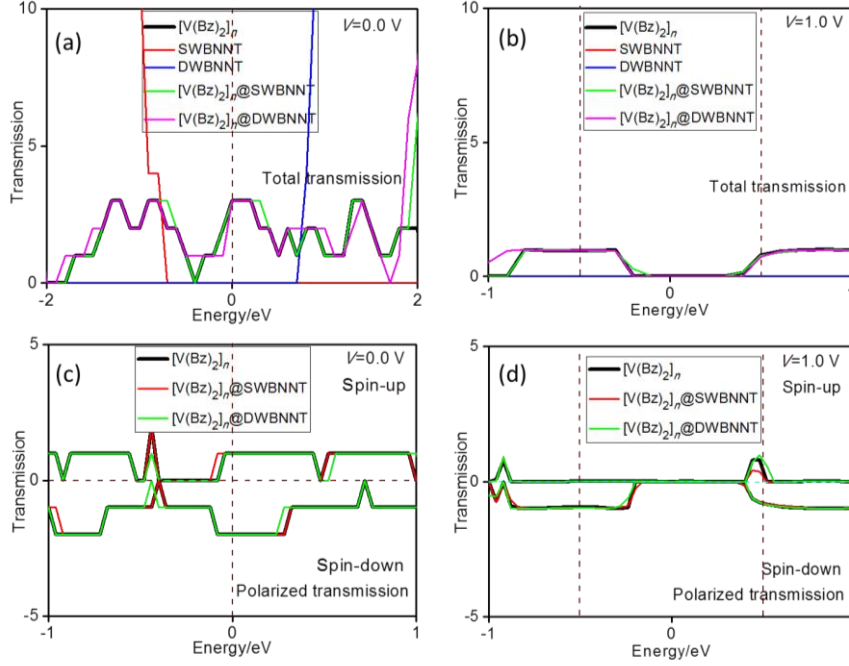 (a)
[V(Bz)₂]ₙ
V=0.0 V
SWBNNT
DWBNNT
[V(Bz)₂]ₙ@SWBNNT
[V(Bz)₂]ₙ@DWBNNT
Total transmission
Transmission
10
5
0
-2
-1
0
1
2
Energy/eV
(b)
[V(Bz)₂]ₙ
V=1.0 V
SWBNNT
DWBNNT
[V(Bz)₂]ₙ@SWBNNT
[V(Bz)₂]ₙ@DWBNNT
Total transmission
Transmission
10
5
0
-1
0
Energy/eV
(c)
[V(Bz)₂]ₙ
V=0.0 V
[V(Bz)₂]ₙ@SWBNNT
Spin-up
[V(Bz)₂]ₙ@DWBNNT
Spin-down
Polarized transmission
Transmission
5
0
-5
-1
0
1
Energy/eV
(d)
[V(Bz)₂]ₙ
V=1.0 V
Spin-up
[V(Bz)₂]ₙ@SWBNNT
[V(Bz)₂]ₙ@DWBNNT
Spin-down
Polarized transmission
Transmission
5
0
-5
-1
0
Energy/eV